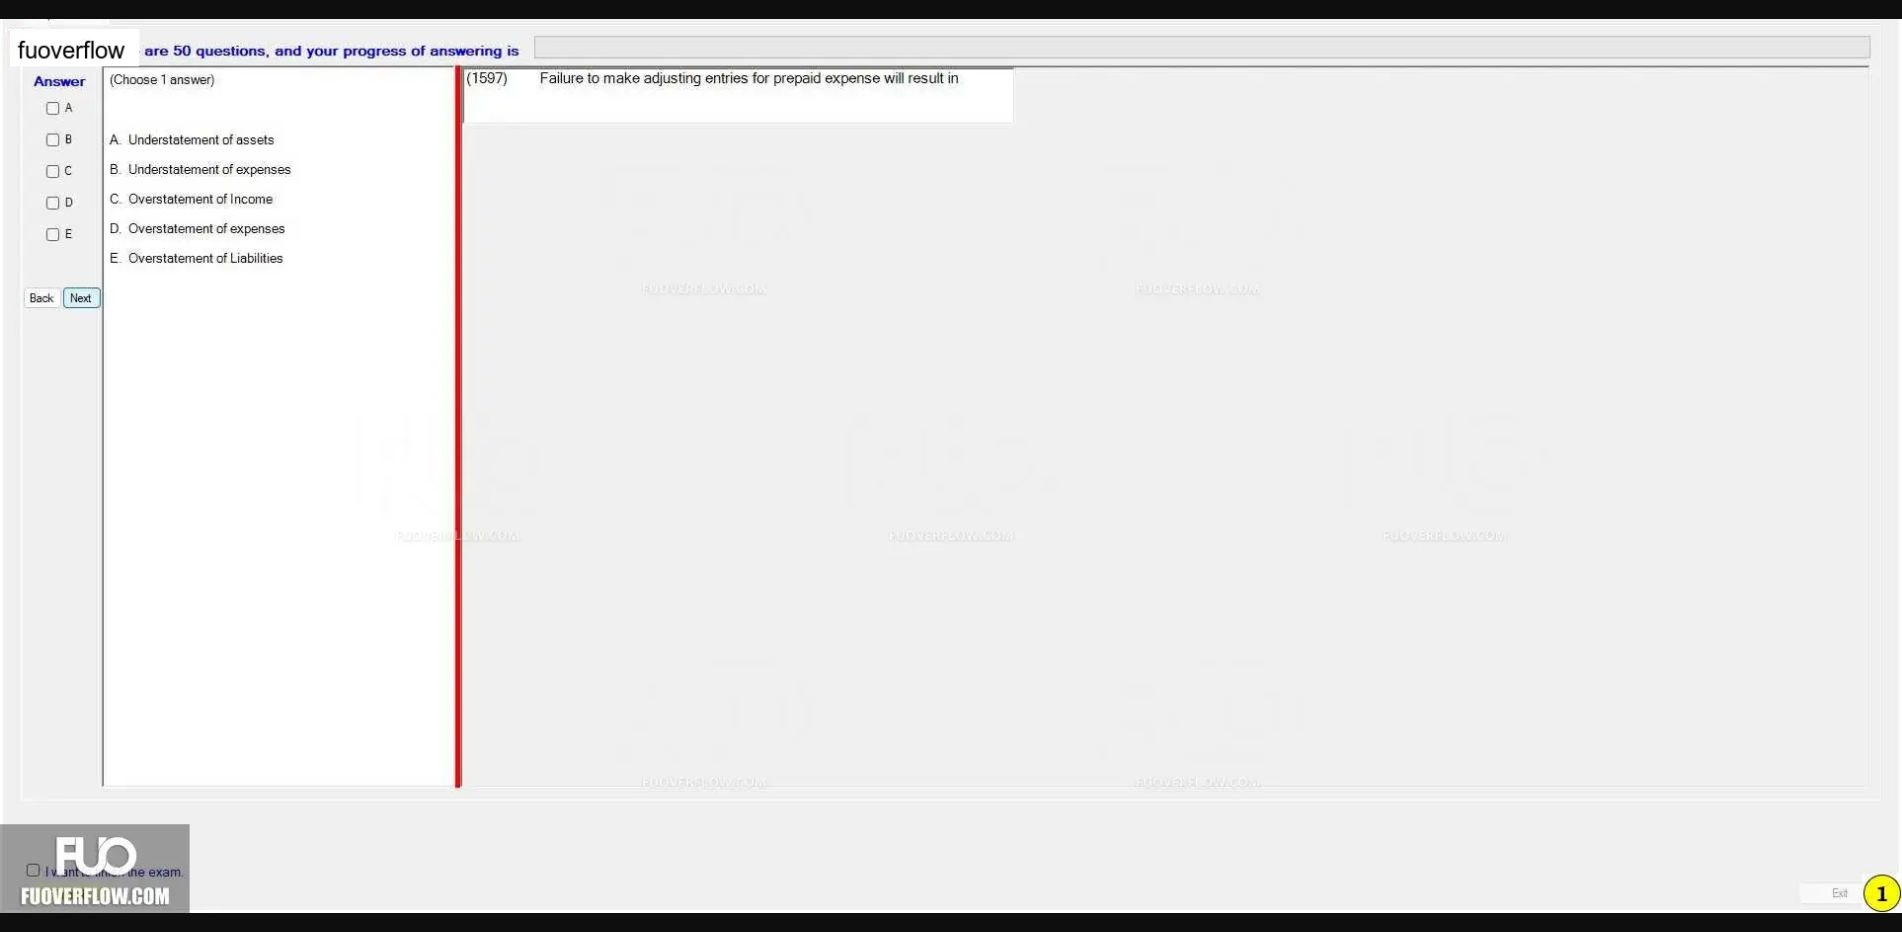 fuoverflow are 50 questions, and your progress of answering is
Answer
(Choose 1 answer)
(1597) Failure to make adjusting entries for prepaid expense will result in
A
B
C
D
E
A. Understatement of assets
B. Understatement of expenses
C. Overstatement of Income
D. Overstatement of expenses
E. Overstatement of Liabilities
Back Next
FUOVERFLOW.COM FUOVERFLOW.COM
FUOVERFLOW.COM FUOVERFLOW.COM FUOVERFLOW.COM
FUOVERFLOW.COM FUOVERFLOW.COM
FUO
I want to finish the exam.
FUOVERFLOW.COM
Exit 1